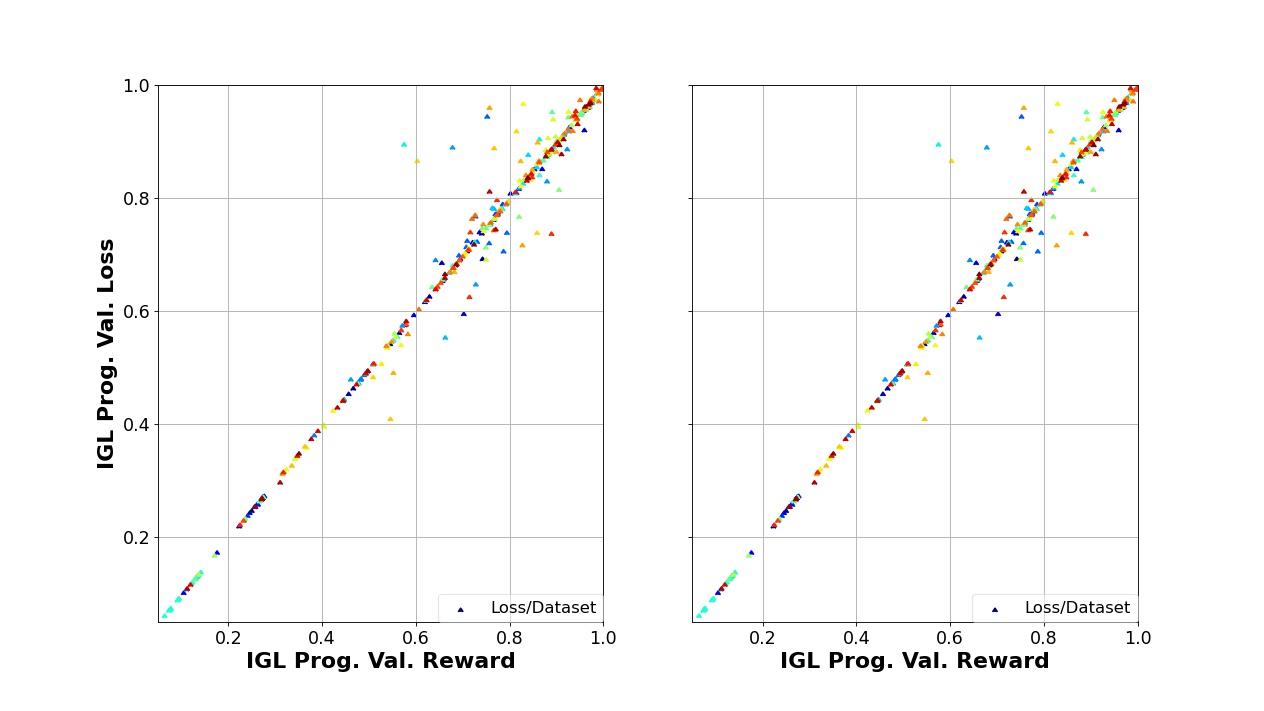 IGL Prog. Val. Loss
1.0
0.8
0.6
0.4
0.2
0.2 0.4 0.6 0.8 1.0
IGL Prog. Val. Reward
Loss/Dataset
0.2 0.4 0.6 0.8 1.0
IGL Prog. Val. Reward
Loss/Dataset